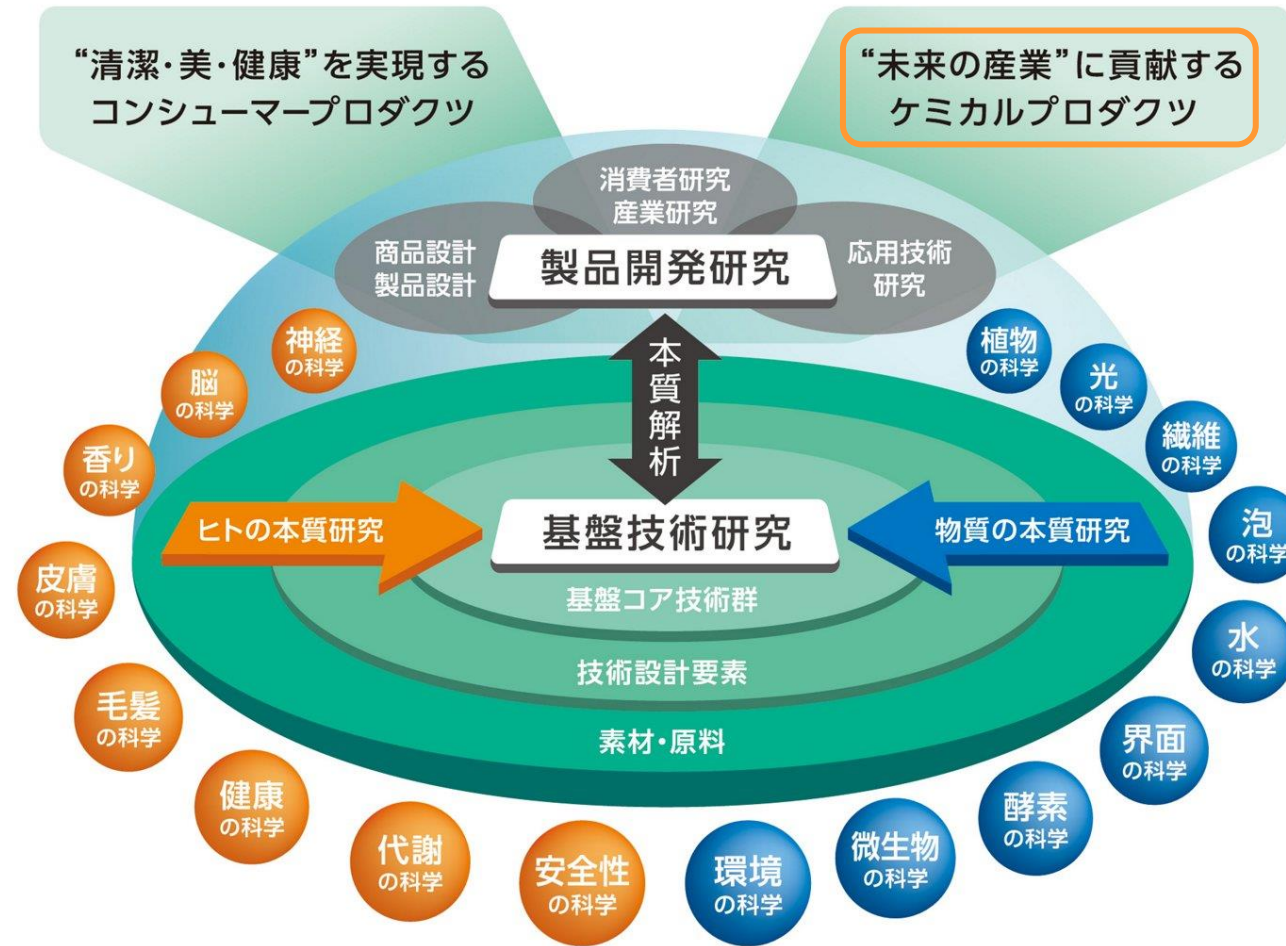 “清潔・美・健康”を実現する
コンシューマープロダクツ
“未来の産業”に貢献する
ケミカルプロダクツ
消費者研究
産業研究
商品設計
製品設計
製品開発研究
応用技術
研究
本質解析
神経
の科学
脳
の科学
香り
の科学
皮膚
の科学
毛髪
の科学
健康
の科学
代謝
の科学
安全性
の科学
植物
の科学
光
の科学
繊維
の科学
泡
の科学
水
の科学
界面
の科学
酵素
の科学
微生物
の科学
環境
の科学
ヒトの本質研究
基盤技術研究
物質の本質研究
基盤コア技術群
技術設計要素
素材・原料